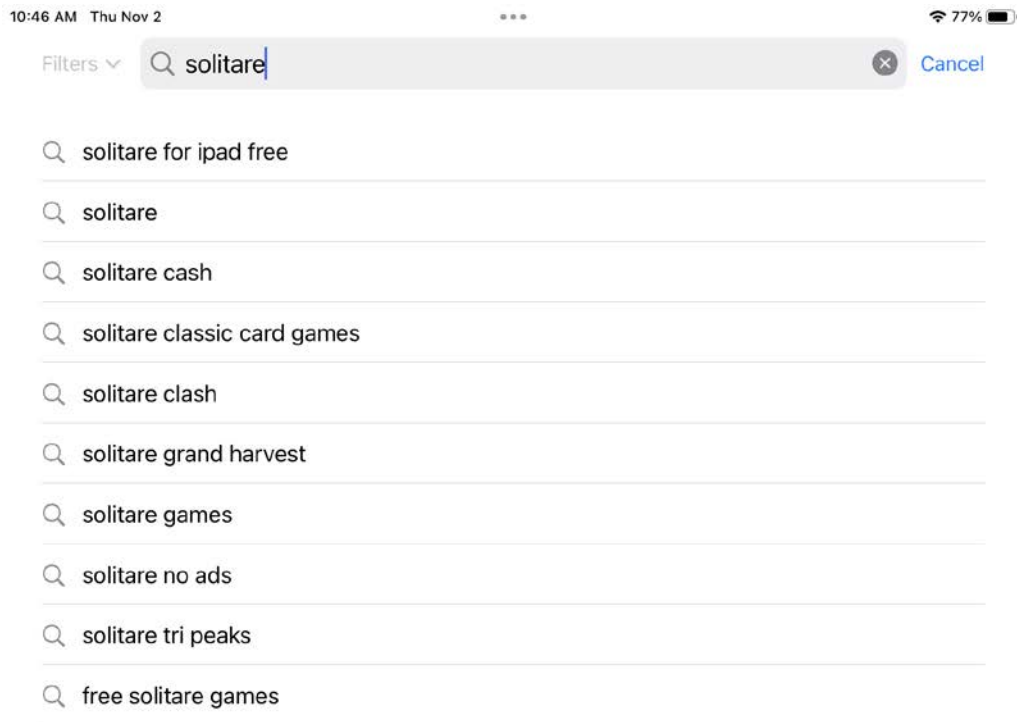 10:46 AM Thu Nov 2 77%
Filters solitare Cancel
solitare for ipad free
solitare
solitare cash
solitare classic card games
solitare clash
solitare grand harvest
solitare games
solitare no ads
solitare tri peaks
free solitare games